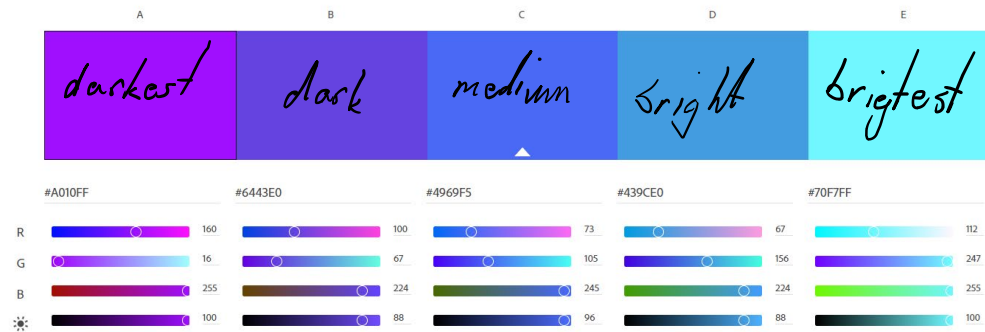 A B C D E
darkest dark medium bright brigtest
#A010FF #6443E0 #4969F5 #439CE0 #70F7FF
R 160 100 73 67 112
G 16 67 105 156 247
B 255 224 245 224 255
100 88 96 88 100